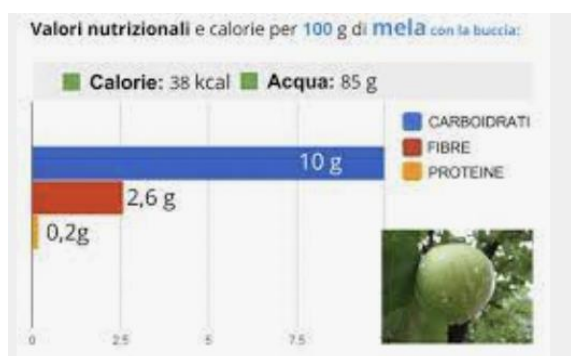 Valori nutrizionali e calorie per 100 g di mela con la buccia:
Calorie: 38 kcal Acqua: 85 g
CARBOIDRATI
FIBRE
PROTEINE
10 g
2,6 g
0,2g
0 2.5 5 7.5